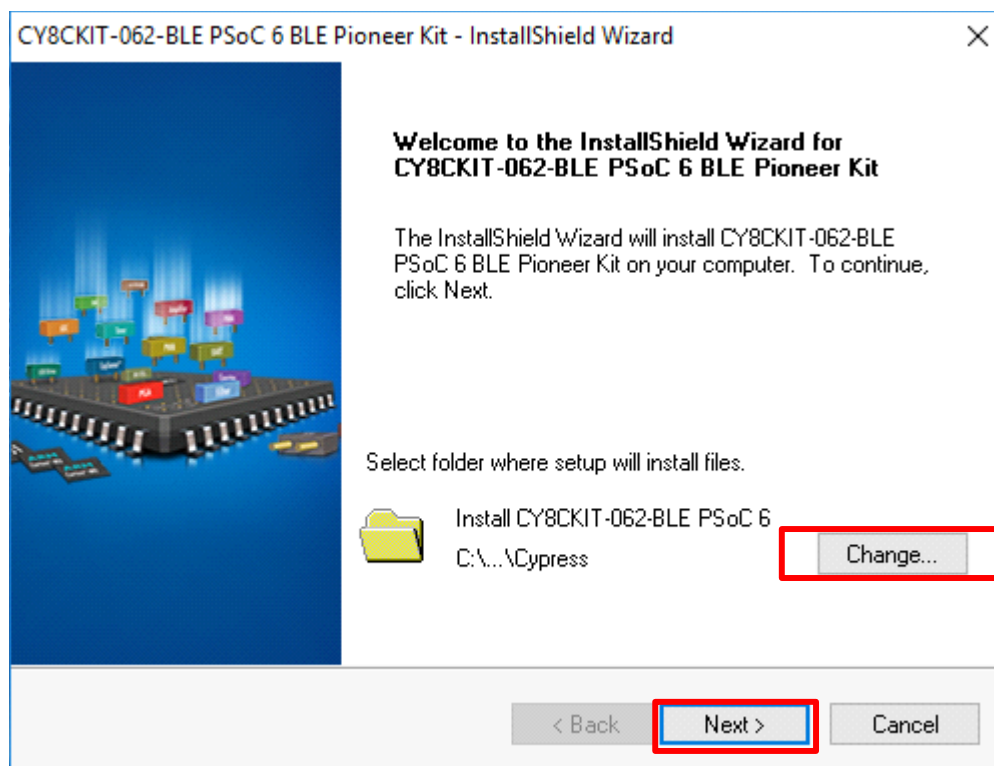 CY8CKIT-062-BLE PSoC 6 BLE Pioneer Kit - InstallShield Wizard
Welcome to the InstallShield Wizard for
CY8CKIT-062-BLE PSoC 6 BLE Pioneer Kit
The InstallShield Wizard will install CY8CKIT-062-BLE
PSoC 6 BLE Pioneer Kit on your computer. To continue,
click Next.
Select folder where setup will install files.
Install CY8CKIT-062-BLE PSoC 6
C:\...\Cypress
Change...
< Back
Next >
Cancel
ARM
ARM